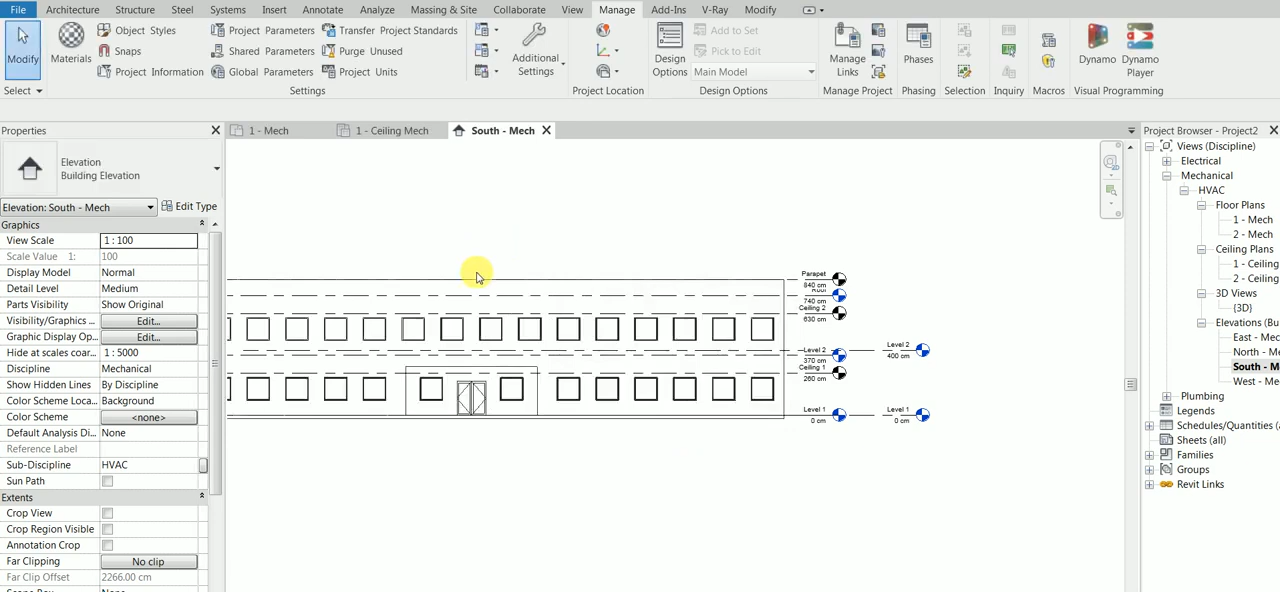 File Architecture Structure Steel Systems Insert Annotate Analyze Massing & Site Collaborate View Manage Add-Ins V-Ray Modify
Modify
Materials
Object Styles
Snaps
Project Information
Project Parameters
Shared Parameters
Global Parameters
Transfer Project Standards
Purge Unused
Project Units
Additional
Settings
Design
Options
Add to Set
Pick to Edit
Main Model
Manage
Links
Phases
Dynamo
Dynamo
Player
Select Settings Project Location Design Options Manage Project Phasing Selection Inquiry Macros Visual Programming
Properties
1 - Mech 1 - Ceiling Mech South - Mech
Project Browser - Project2
Elevation
Building Elevation
Elevation: South - Mech Edit Type
Graphics
View Scale 1 : 100
Scale Value 1: 100
Display Model Normal
Detail Level Medium
Parts Visibility Show Original
Visibility/Graphics ... Edit...
Graphic Display Op... Edit...
Hide at scales coar... 1 : 5000
Discipline Mechanical
Show Hidden Lines By Discipline
Color Scheme Loca... Background
Color Scheme <none>
Default Analysis Di... None
Reference Label
Sub-Discipline HVAC
Sun Path
Extents
Crop View
Crop Region Visible
Annotation Crop
Far Clipping No clip
Far Clip Offset 2266.00 cm
Parapet
840 cm
740 cm
Ceiling 2
630 cm
Level 2
370 cm
Level 2
400 cm
Ceiling 1
260 cm
Level 1
0 cm
Level 1
0 cm
Views (Discipline)
Electrical
Mechanical
HVAC
Floor Plans
1 - Mech
2 - Mech
Ceiling Plans
1 - Ceiling
2 - Ceiling
3D Views
{3D}
Elevations (Bu
East - Me
North - M
South - M
West - Me
Plumbing
Legends
Schedules/Quantities (a
Sheets (all)
Families
Groups
Revit Links